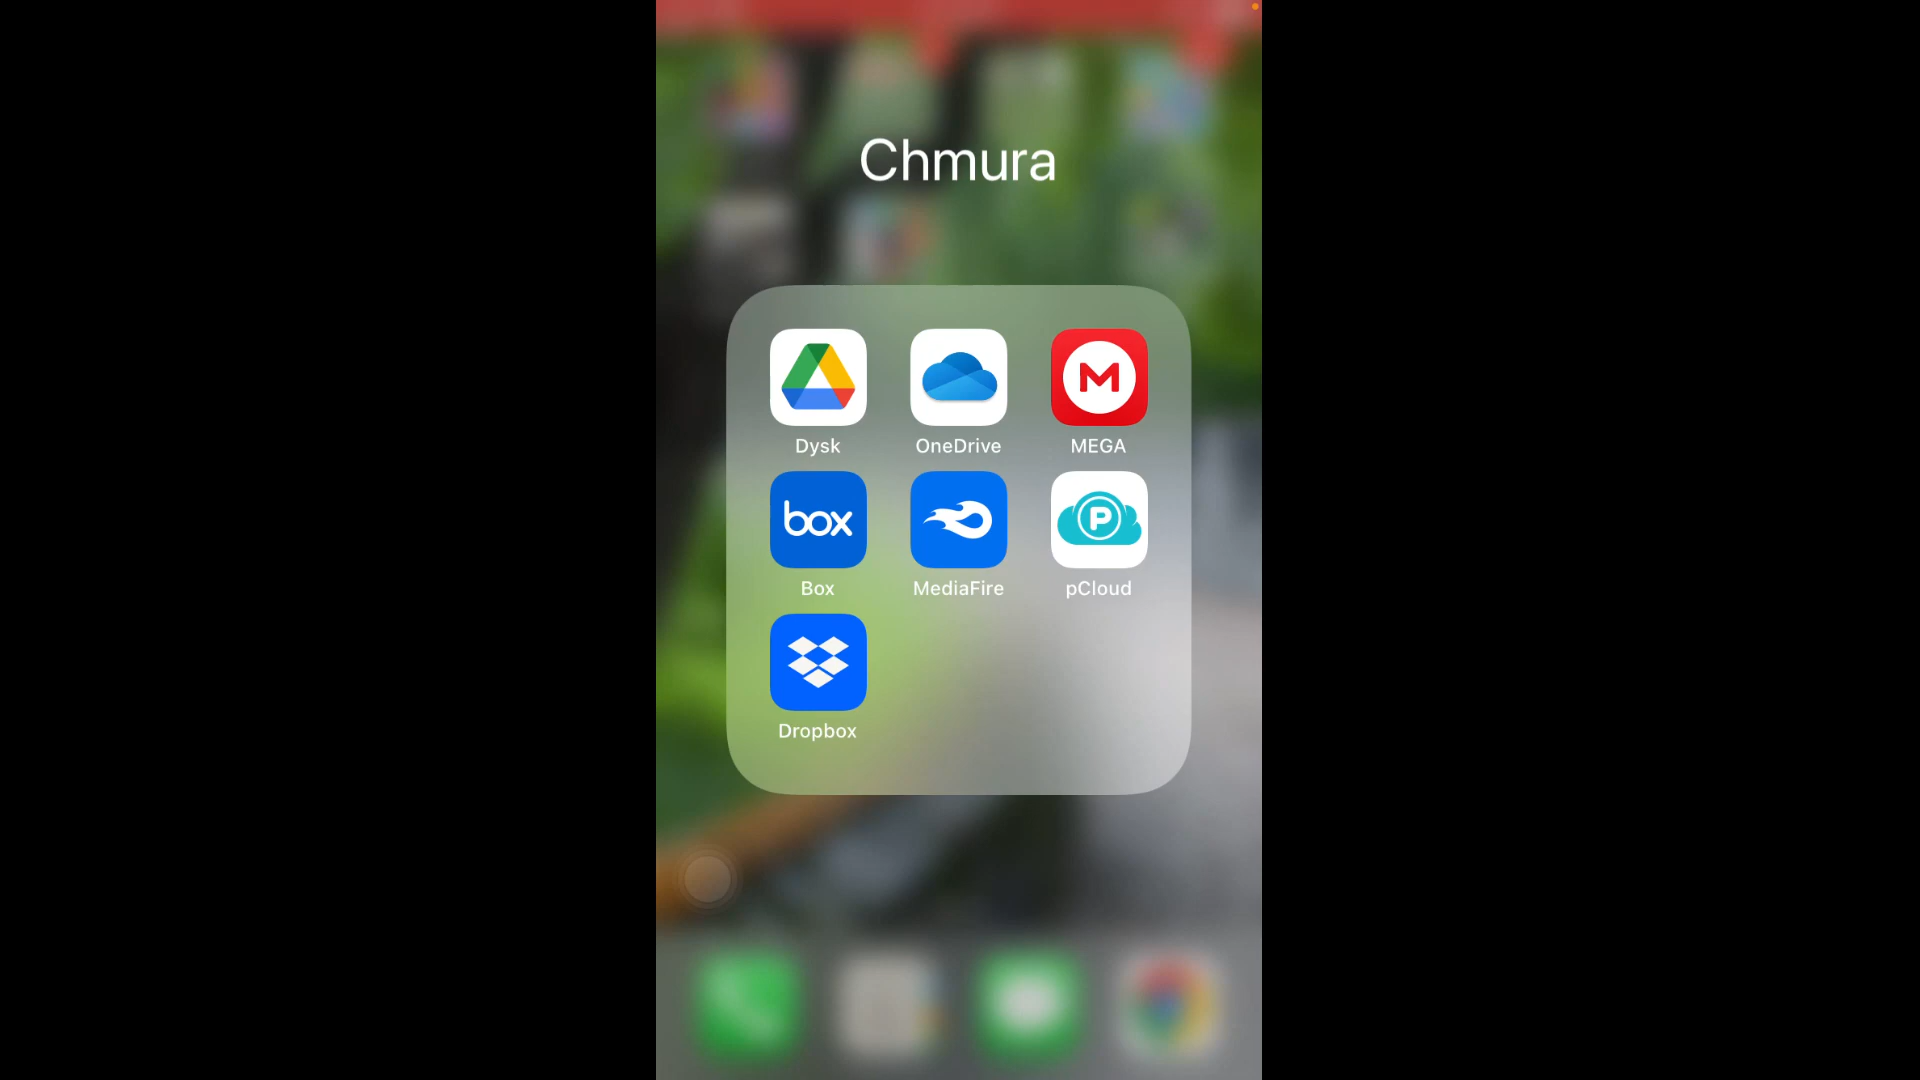 Chmura
Dysk
OneDrive
MEGA
box
Box
MediaFire
P
pCloud
Dropbox